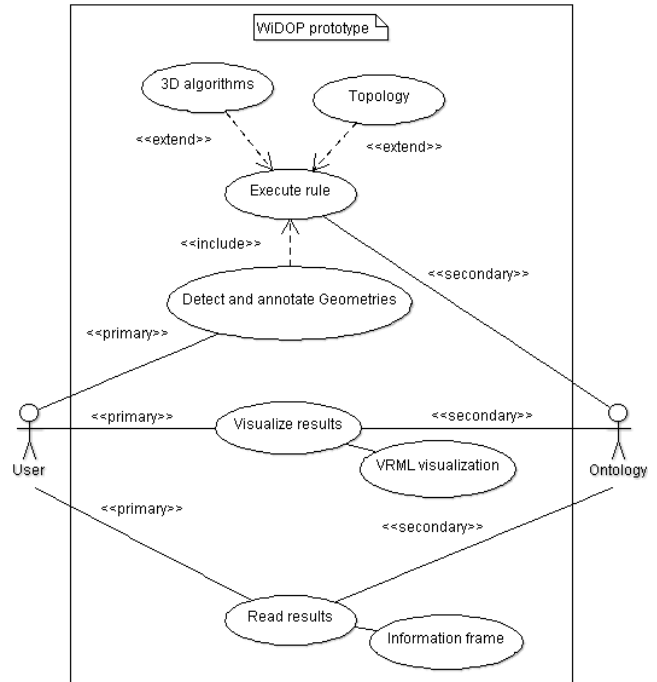 WiDOP prototype
3D algorithms
Topology
<<extend>>
<<extend>>
Execute rule
<<include>>
<<secondary>>
Detect and annotate Geometries
<<primary>>
<<primary>>
Visualize results
<<secondary>>
VRML visualization
User
Ontology
<<primary>>
<<secondary>>
Read results
Information frame